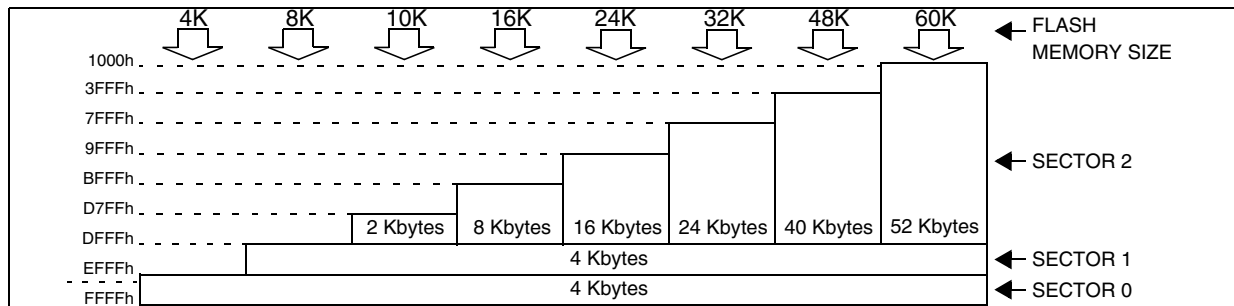 4K 8K 10K 16K 24K 32K 48K 60K
FLASH
MEMORY SIZE
1000h
3FFFh
7FFFh
9FFFh
SECTOR 2
BFFFh
D7FFh
2 Kbytes 8 Kbytes 16 Kbytes 24 Kbytes 40 Kbytes 52 Kbytes
DFFFh
4 Kbytes
SECTOR 1
EFFFh
4 Kbytes
SECTOR 0
FFFFh